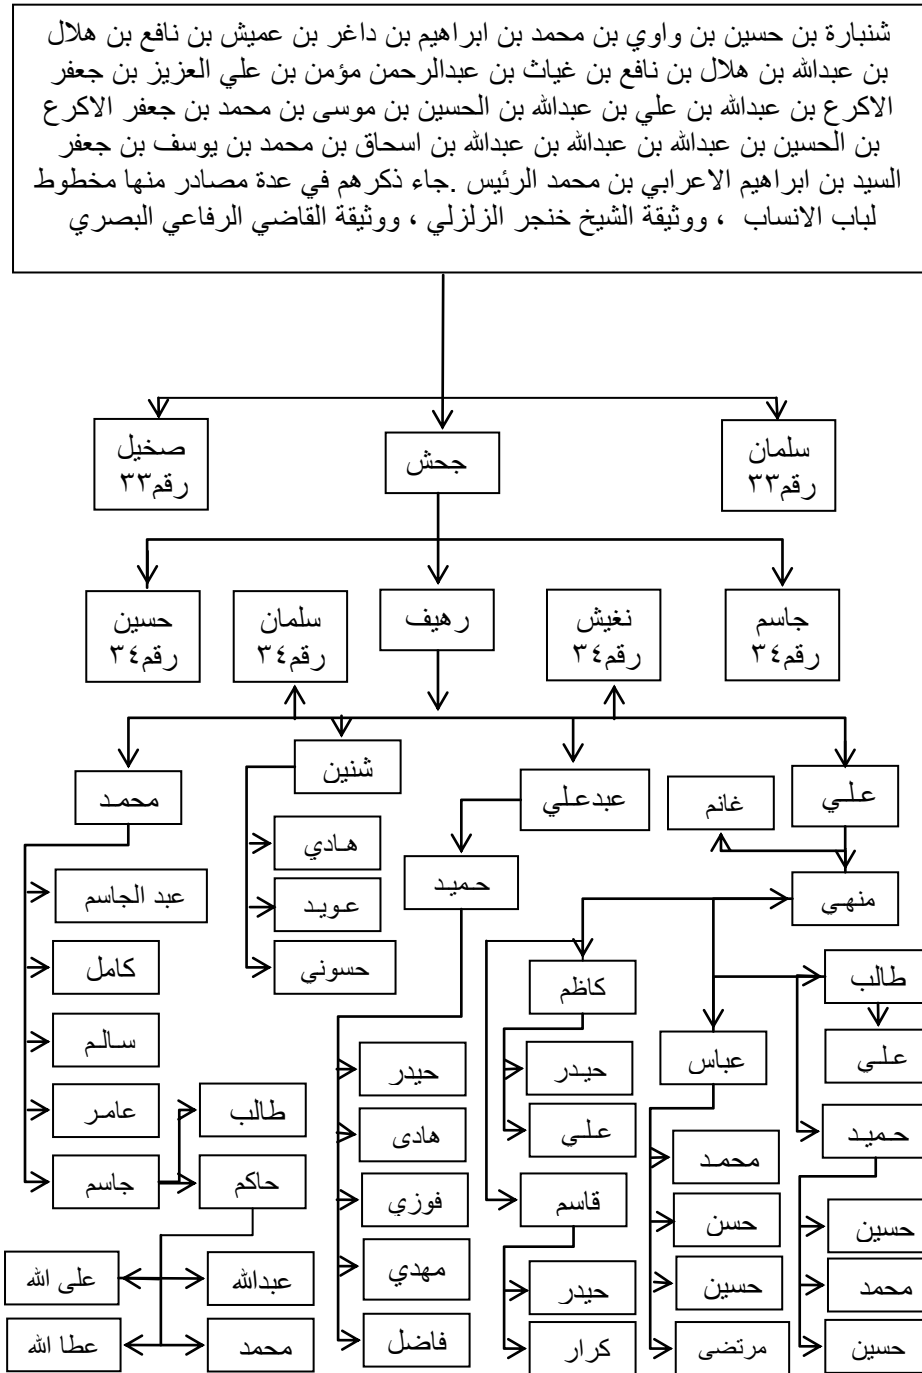 شنبارة بن حسين بن واوي بن محمد بن ابراهيم بن داغر بن عميش بن نافع بن هلال
بن عبدالله بن هلال بن نافع بن غياث بن عبدالرحمن مؤمن بن علي العزيز بن جعفر
الاكرع بن عبدالله بن علي بن عبدالله بن الحسين بن موسى بن محمد بن جعفر الاكرع
بن الحسين بن عبدالله بن عبدالله بن عبدالله بن اسحاق بن محمد بن يوسف بن جعفر
السيد بن ابراهيم الاعرابي بن محمد الرئيس .جاء ذكرهم في عدة مصادر منها مخطوط
لباب الانساب ، ووثيقة الشيخ خنجر الزلزلي ، ووثيقة القاضي الرفاعي البصري
سلمان
رقم٣٣
جحش
صخيل
رقم٣٣
جاسم
رقم٣٤
نغيش
رقم٣٤
رهيف
سلمان
رقم٣٤
حسين
رقم٣٤
علي
غانم
عبدعلي
شنين
محمد
منهي
حميد
هادي
عويد
حسوني
عبد الجاسم
كامل
سالم
عامر
جاسم
طالب
حاكم
طالب
علي
كاظم
عباس
حميد
حيدر
علي
قاسم
حيدر
كرار
محمد
حسن
حسين
مرتضى
حسين
محمد
حسين
حيدر
هادى
فوزي
مهدي
فاضل
عبدالله
على الله
محمد
عطا الله